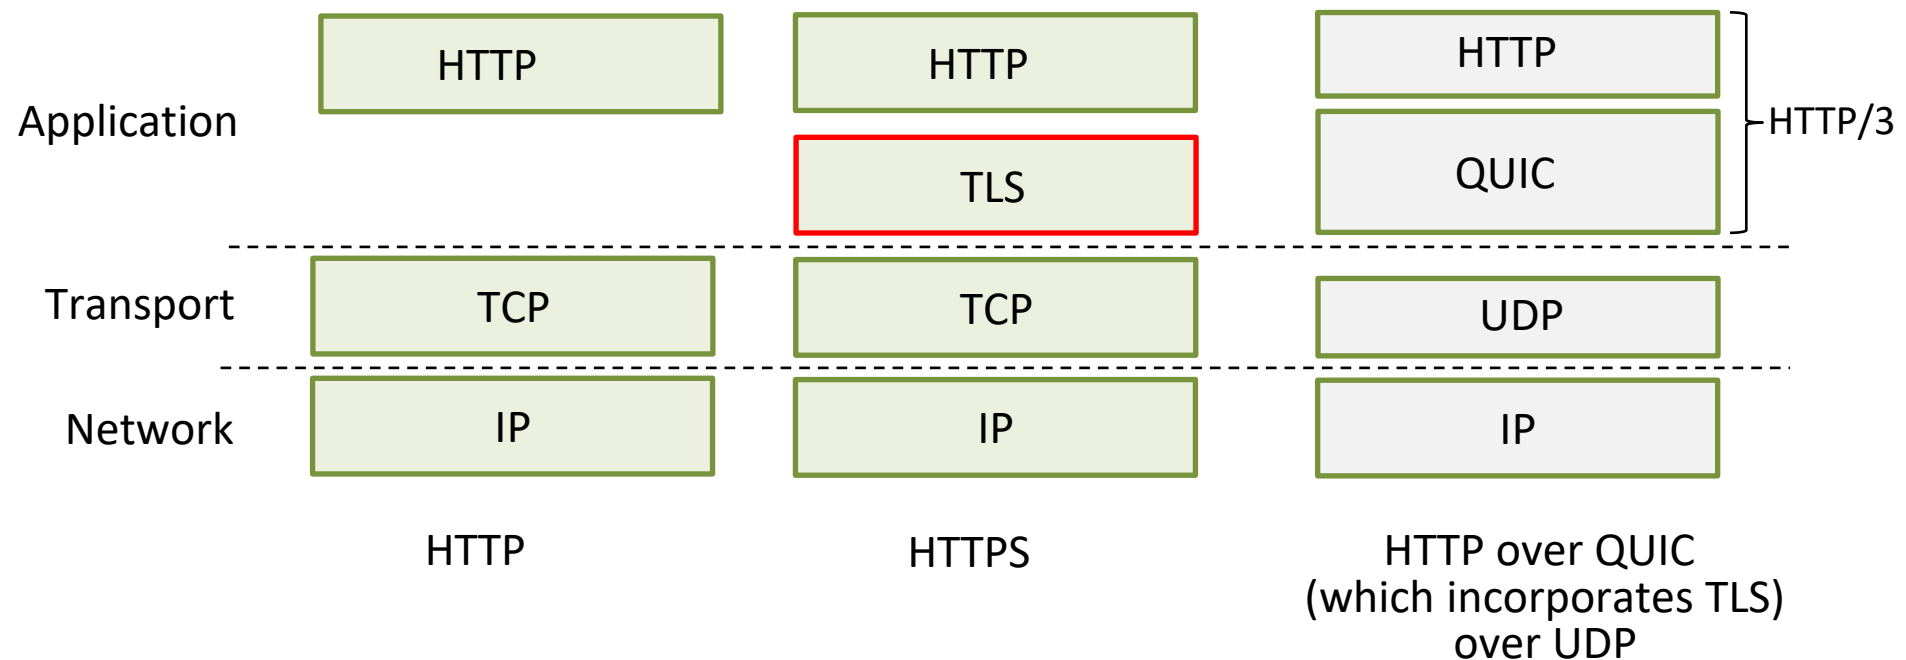 HTTP
HTTP
HTTP
Application
HTTP/3
TLS
QUIC
Transport
TCP
TCP
UDP
Network
IP
IP
IP
HTTP
HTTPS
HTTP over QUIC
(which incorporates TLS)
over UDP